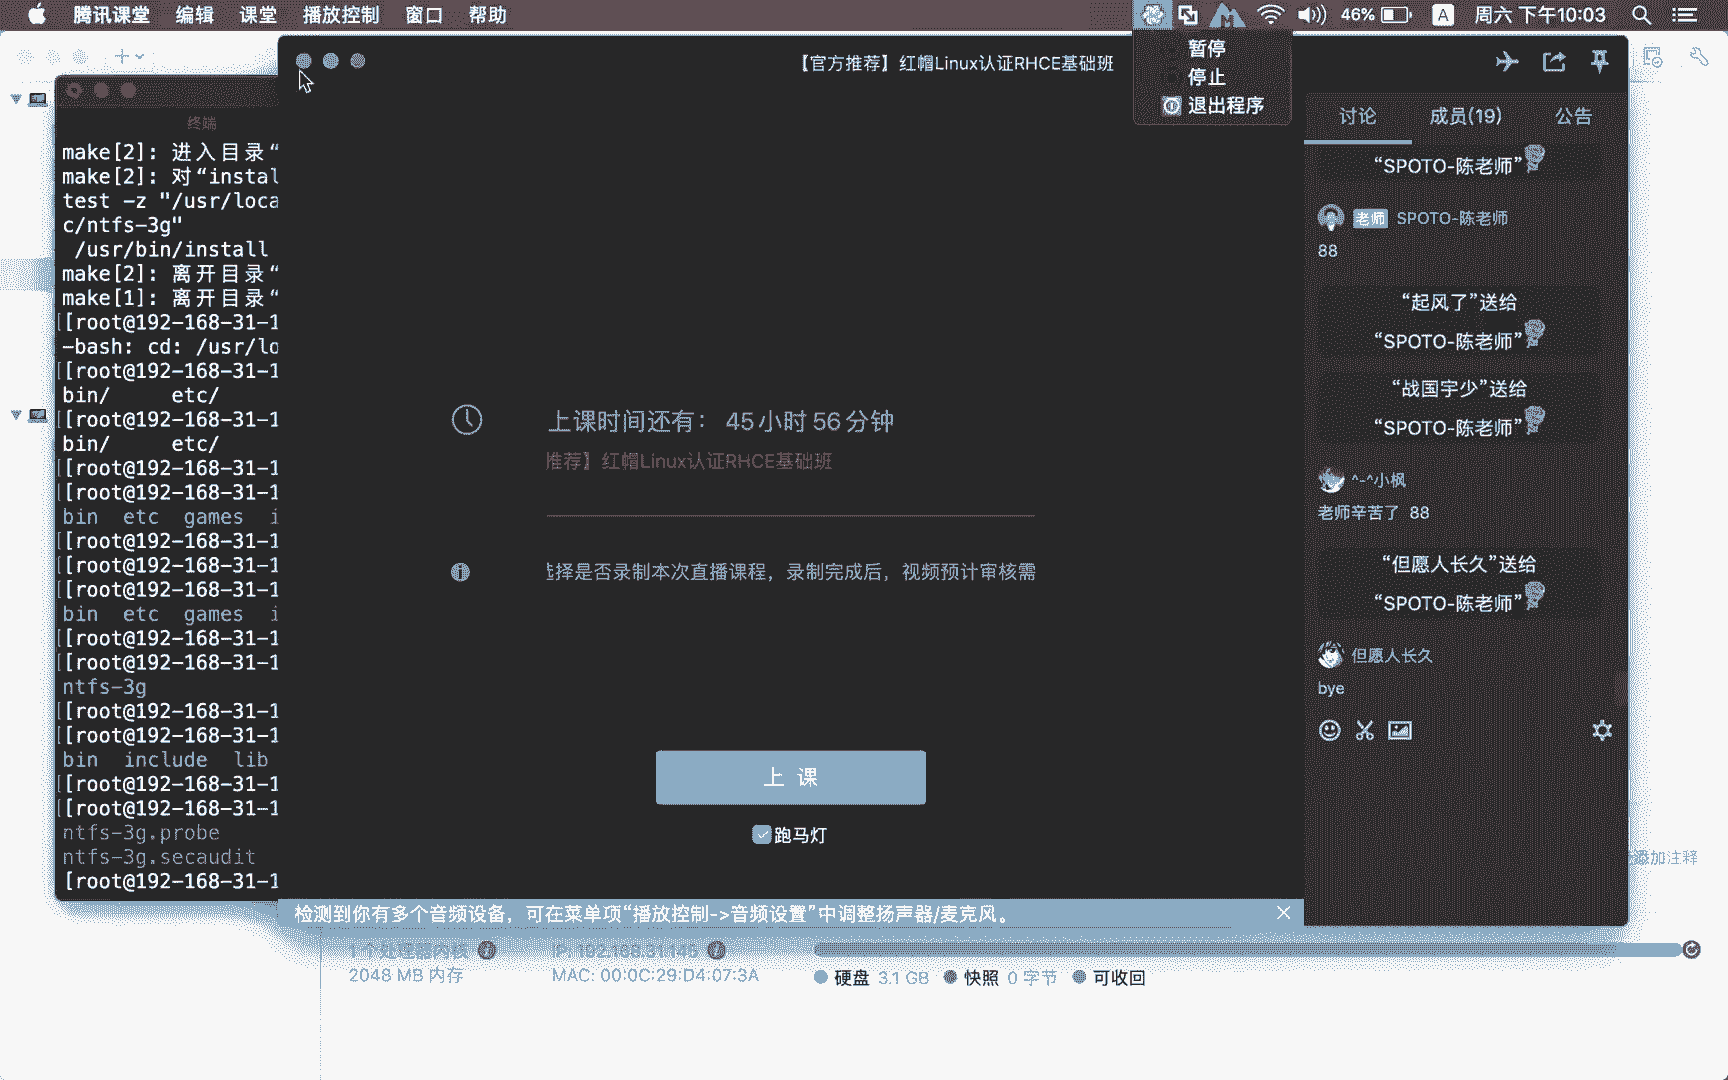 腾讯课堂 编辑 课堂 播放控制 窗口 帮助
46% A 周六 下午10:03
暂停
停止
退出程序
【官方推荐】红帽Linux认证RHCE基础班
终端
make[2]: 进入目录“
make[2]: 对“instal
test -z "/usr/loca
c/ntfs-3g"
/usr/bin/install
make[2]: 离开目录“
make[1]: 离开目录“
[[root@192-168-31-1
-bash: cd: /usr/lo
[[root@192-168-31-1
bin/ etc/
[[root@192-168-31-1
bin/ etc/
[[root@192-168-31-1
[[root@192-168-31-1
bin etc games i
[[root@192-168-31-1
[[root@192-168-31-1
[[root@192-168-31-1
bin etc games i
[[root@192-168-31-1
[[root@192-168-31-1
ntfs-3g
[[root@192-168-31-1
[[root@192-168-31-1
bin include lib
[[root@192-168-31-1
[[root@192-168-31-1
ntfs-3g.probe
ntfs-3g.secaudit
[root@192-168-31-1
上课时间还有： 45小时56分钟
推荐】红帽Linux认证RHCE基础班
选择是否录制本次直播课程，录制完成后，视频预计审核需
上 课
跑马灯
检测到你有多个音频设备，可在菜单项“播放控制->音频设置”中调整扬声器/麦克风。
讨论 成员(19) 公告
“SPOTO-陈老师”
老师 SPOTO-陈老师
88
“起风了”送给
“SPOTO-陈老师”
“战国宇少”送给
“SPOTO-陈老师”
^-^小枫
老师辛苦了 88
“但愿人长久”送给
“SPOTO-陈老师”
但愿人长久
bye
添加注释
1个处理器内核 IP: 192.168.31.145
2048 MB 内存 MAC: 00:0C:29:D4:07:3A
硬盘 3.1 GB 快照 0 字节 可收回